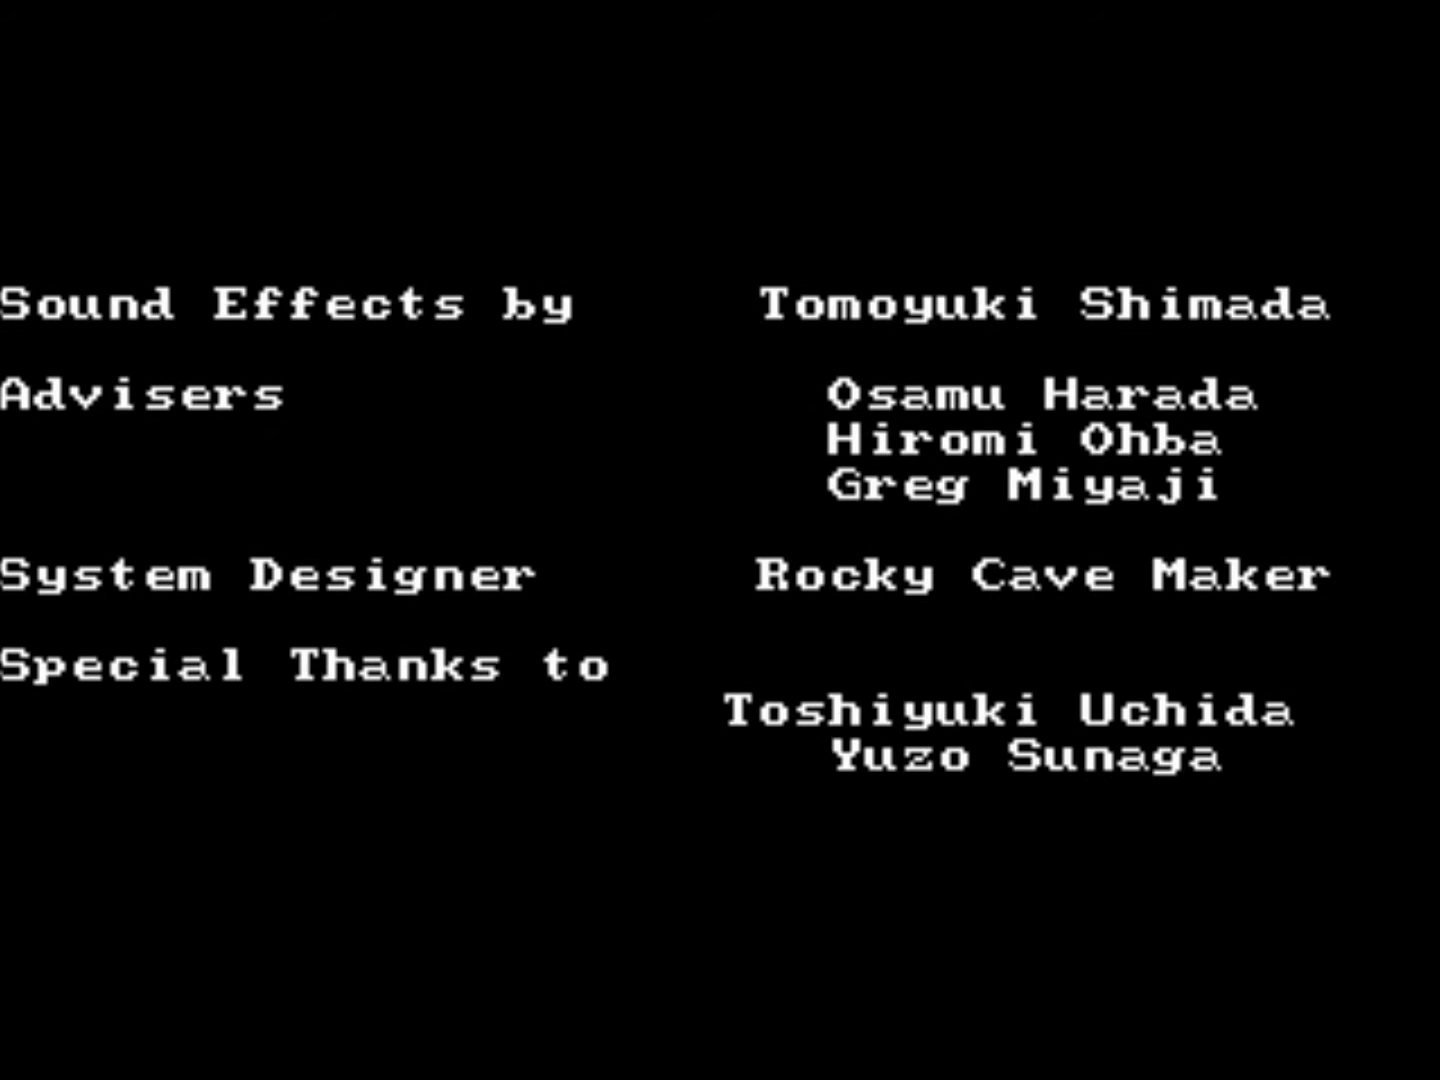 Sound Effects by Tomoyuki Shimada
Advisers Osamu Harada
Hiromi Ohba
Greg Miyaji
System Designer Rocky Cave Maker
Special Thanks to
Toshiyuki Uchida
Yuzo Sunaga